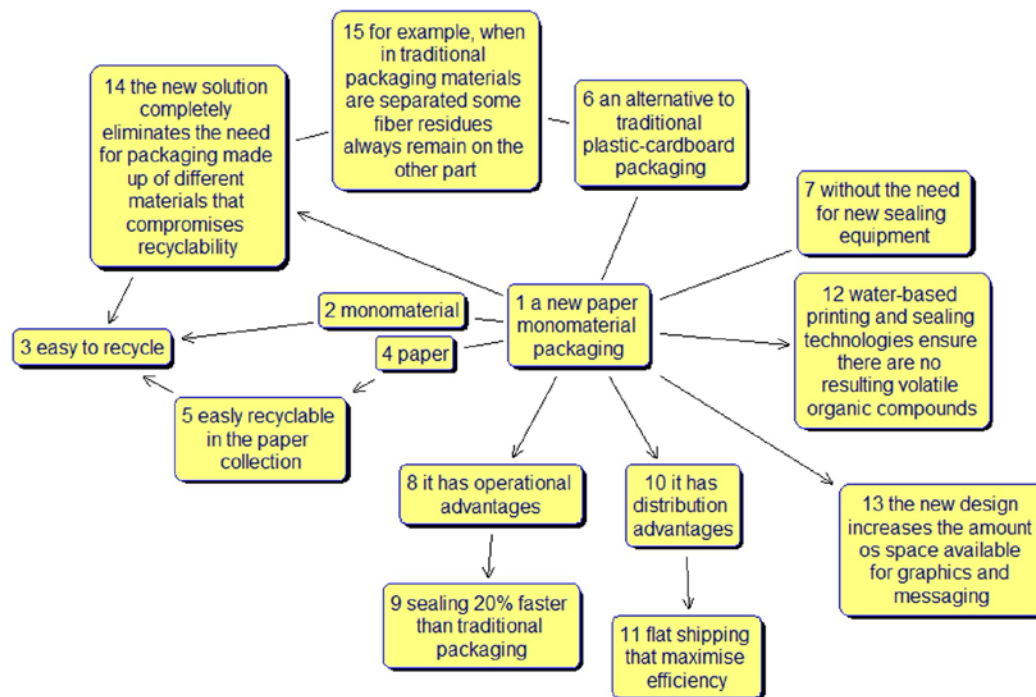 15 for example, when
in traditional
packaging materials
are separated some
fiber residues
always remain on the
other part
14 the new solution
completely
eliminates the need
for packaging made
up of different
materials that
compromises
recyclability
6 an alternative to
traditional
plastic-cardboard
packaging
7 without the need
for new sealing
equipment
1 a new paper
monomaterial
packaging
2 monomaterial
3 easy to recycle
4 paper
5 easly recyclable
in the paper
collection
12 water-based
printing and sealing
technologies ensure
there are no
resulting volatile
organic compounds
8 it has operational
advantages
10 it has
distribution
advantages
13 the new design
increases the amount
os space available
for graphics and
messaging
9 sealing 20% faster
than traditional
packaging
11 flat shipping
that maximise
efficiency